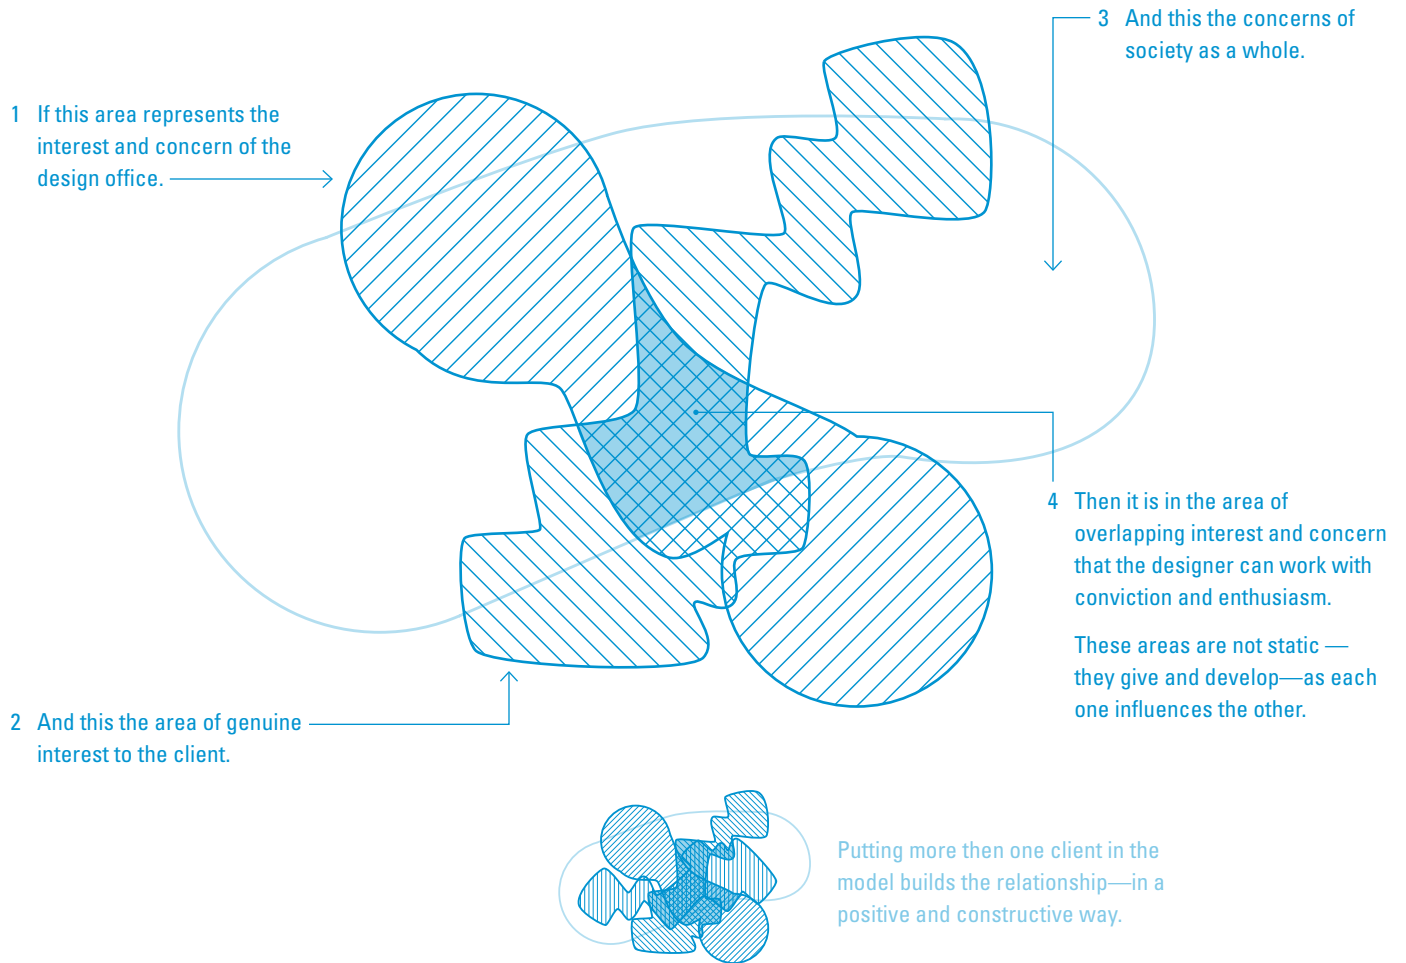 1 If this area represents the
interest and concern of the
design office.
2 And this the area of genuine
interest to the client.
3 And this the concerns of
society as a whole.
4 Then it is in the area of
overlapping interest and concern
that the designer can work with
conviction and enthusiasm.
These areas are not static —
they give and develop—as each
one influences the other.
Putting more then one client in the
model builds the relationship—in a
positive and constructive way.